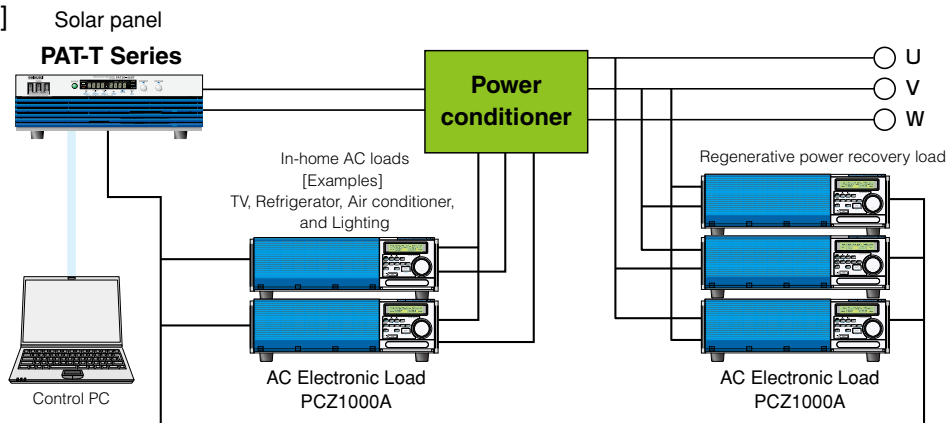 ]
Solar panel
PAT-T Series
Power
conditioner
U
V
W
In-home AC loads
[Examples]
TV, Refrigerator, Air conditioner,
and Lighting
Regenerative power recovery load
Control PC
AC Electronic Load
PCZ1000A
AC Electronic Load
PCZ1000A